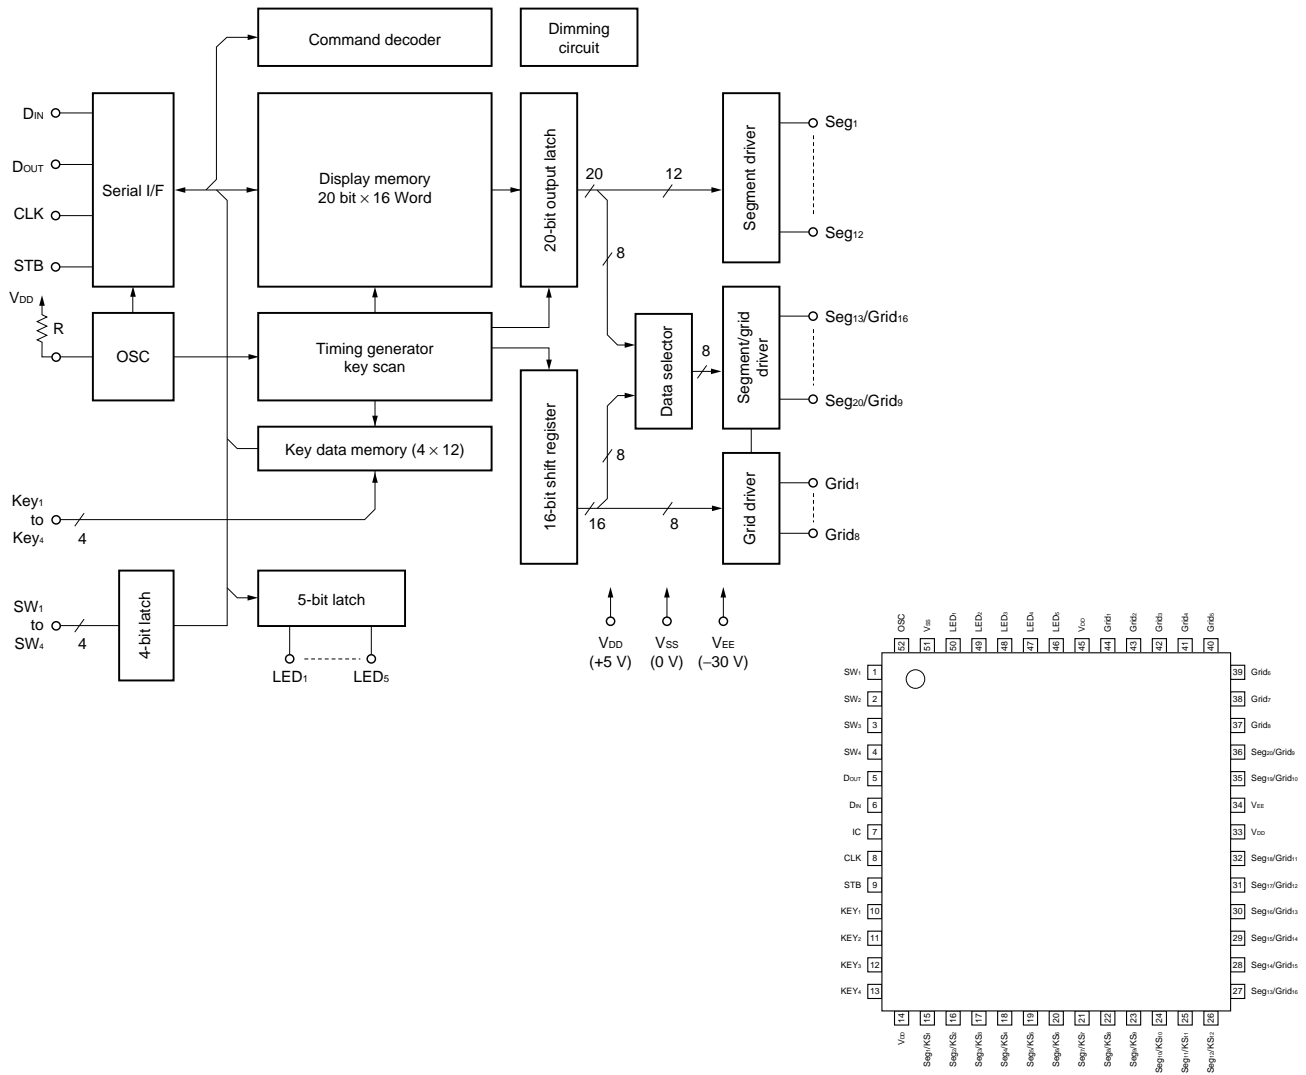 Command decoder
Dimming
circuit
DIN
DOUT
CLK
STB
Serial I/F
Display memory
20 bit × 16 Word
20-bit output latch
20
12
8
Segment driver
Seg1
Seg12
VDD
R
OSC
Timing generator
key scan
Data selector
8
Segment/grid
driver
Seg13/Grid16
Seg20/Grid9
Key data memory (4 × 12)
16-bit shift register
8
16
8
Grid driver
Grid1
Grid8
Key1
to
Key4
4
SW1
to
SW4
4
4-bit latch
5-bit latch
LED1
LED5
VDD
(+5 V)
VSS
(0 V)
VEE
(−30 V)
OSC
VSS
LED1
LED2
LED3
LED4
LED5
VDD
Grid1
Grid2
Grid3
Grid4
Grid5
52
51
50
49
48
47
46
45
44
43
42
41
40
SW1 1
SW2 2
SW3 3
SW4 4
DOUT 5
DIN 6
IC 7
CLK 8
STB 9
KEY1 10
KEY2 11
KEY3 12
KEY4 13
39 Grid6
38 Grid7
37 Grid8
36 Seg20/Grid9
35 Seg19/Grid10
34 VEE
33 VDD
32 Seg18/Grid11
31 Seg17/Grid12
30 Seg16/Grid13
29 Seg15/Grid14
28 Seg14/Grid15
27 Seg13/Grid16
14
15
16
17
18
19
20
21
22
23
24
25
26
VDD
Seg1/KS1
Seg2/KS2
Seg3/KS3
Seg4/KS4
Seg5/KS5
Seg6/KS6
Seg7/KS7
Seg8/KS8
Seg9/KS9
Seg10/KS10
Seg11/KS11
Seg12/KS12